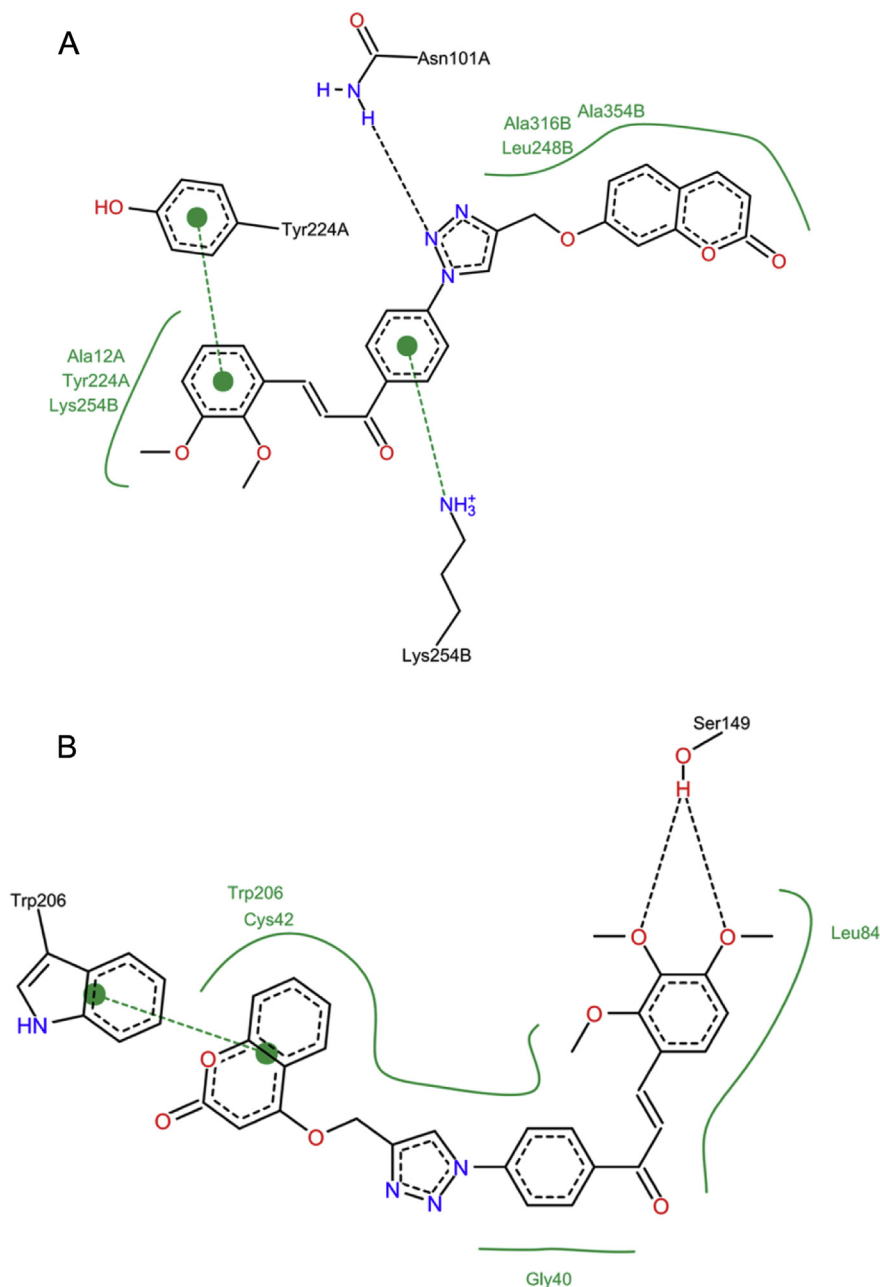 A
O
Asn101A
H
N
H
Ala316B Ala354B
Leu248B
HO
Tyr224A
N
N
N
O
O
O
Ala12A
Tyr224A
Lys254B
O
O
O
NH3+
Lys254B
B
Ser149
O
H
Trp206
Trp206
Cys42
Leu84
O
O
HN
O
O
O
O
N
N
N
O
Gly40